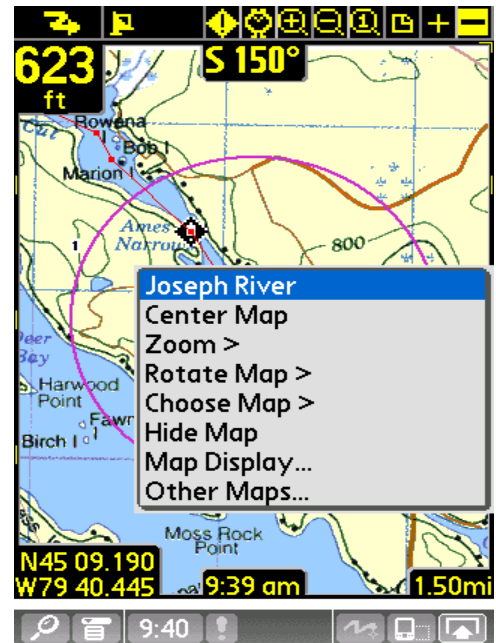 623
ft
S 150°
Cut
Rowena
I
Bob I
Marion I
Ames
Narrows
1
800
Joseph River
Center Map
Zoom >
Rotate Map >
Choose Map >
Hide Map
Map Display...
Other Maps...
Deer
Bay
Harwood
Point
Fawn
Birch I
Moss Rock
Point
N45 09.190
W79 40.445
9:39 am
1.50mi
9:40